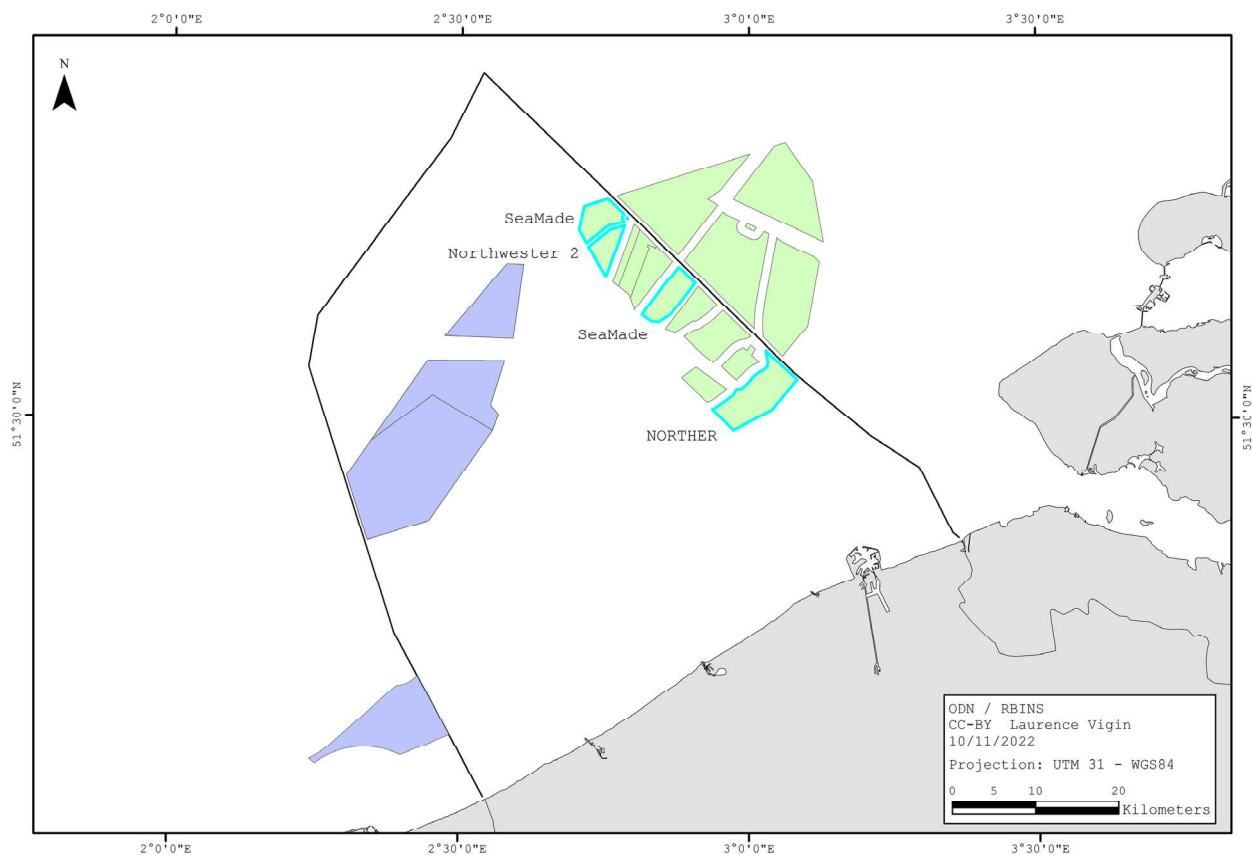 2°0'0"E
2°30'0"E
3°0'0"E
3°30'0"E
N
SeaMade
Northwester 2
SeaMade
NORTHER
51°30'0"N
51°30'0"N
ODN / RBINS
CC-BY Laurence Vigin
10/11/2022
Projection: UTM 31 - WGS84
0 5 10 20
Kilometers
2°0'0"E
2°30'0"E
3°0'0"E
3°30'0"E